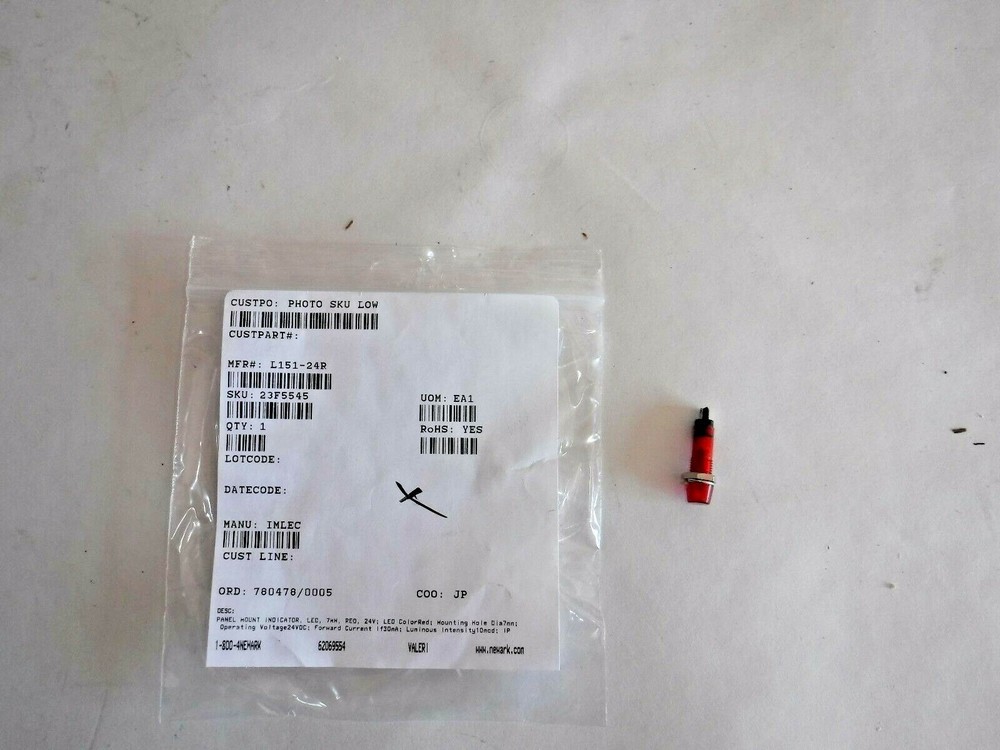 CUSTPO: PHOTO SKU LOW
CUSTPART#:
MFR#: L151-24R
SKU: 23F5545 UOM: EA1
QTY: 1 RoHS: YES
LOTCODE:
DATECODE:
MANU: IMLEC
CUST LINE:
ORD: 780478/0005 COO: JP
DESC:
PANEL MOUNT INDICATOR, LED, 7MM, RED, 24V; LED ColorRed; Mounting Hole Dia7mm;
Operating Voltage24VDC; Forward Current If30mA; Luminous Intensity10mcd; IP
1-800-4NEWARK 62069554 VALERI www.newark.com